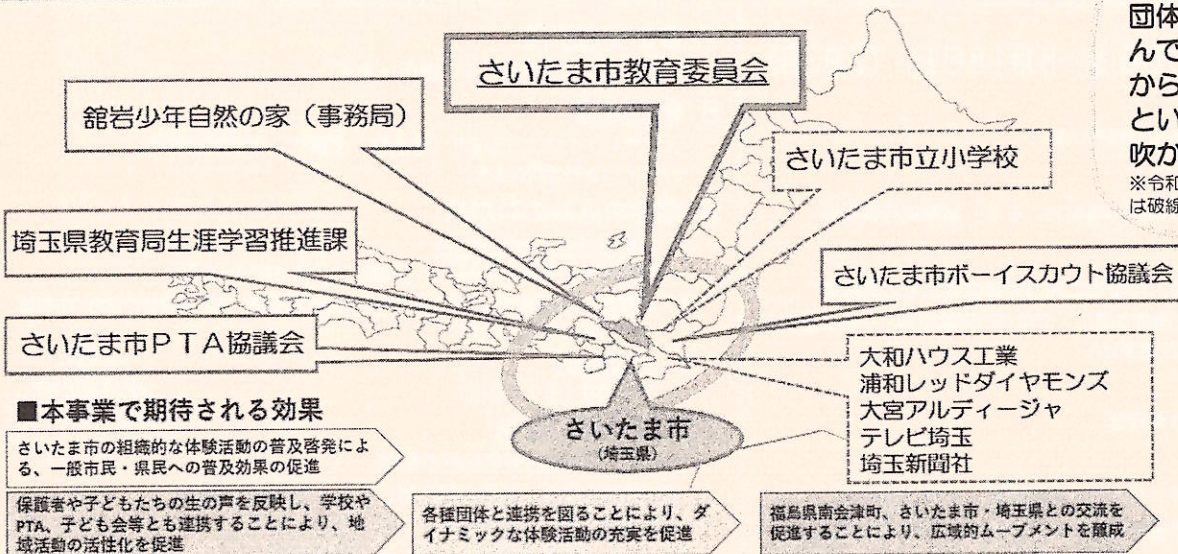 団体
んで
から
とい
吹か
※令和
は破線
さいたま市教育委員会
舘岩少年自然の家（事務局）
さいたま市立小学校
埼玉県教育局生涯学習推進課
さいたま市ボーイスカウト協議会
さいたま市ＰＴＡ協議会
大和ハウス工業
浦和レッドダイヤモンズ
大宮アルディージャ
テレビ埼玉
埼玉新聞社
さいたま市
（埼玉県）
■本事業で期待される効果
さいたま市の組織的な体験活動の普及啓発によ
る、一般市民・県民への普及効果の促進
保護者や子どもたちの生の声を反映し、学校や
PTA、子ども会等とも連携することにより、地
域活動の活性化を促進
各種団体と連携を図ることにより、ダ
イナミックな体験活動の充実を促進
福島県南会津町、さいたま市・埼玉県との交流を
促進することにより、広域的ムーブメントを醸成